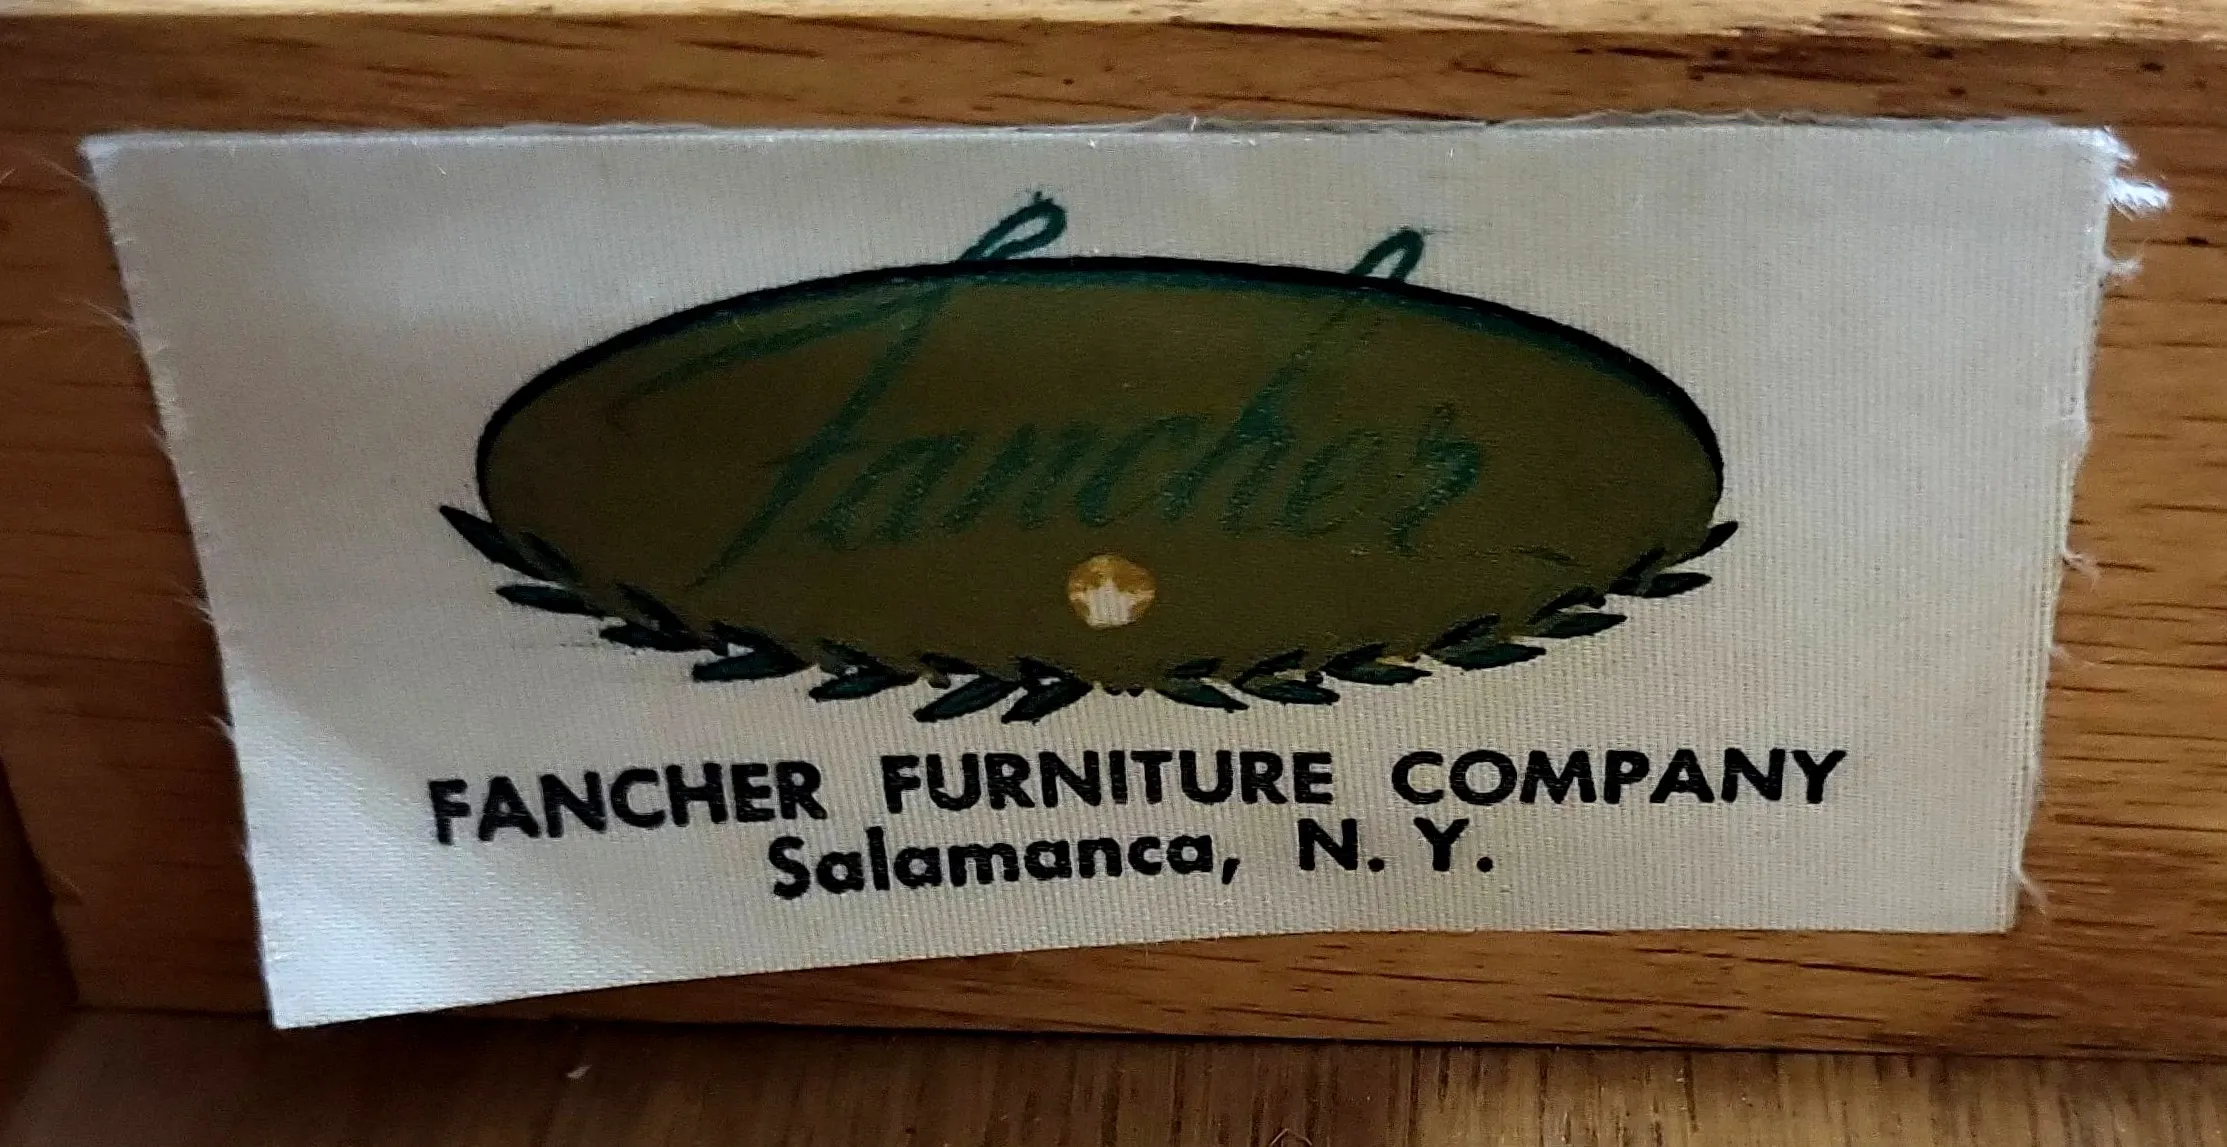 Fancher
FANCHER FURNITURE COMPANY
Salamanca, N. Y.